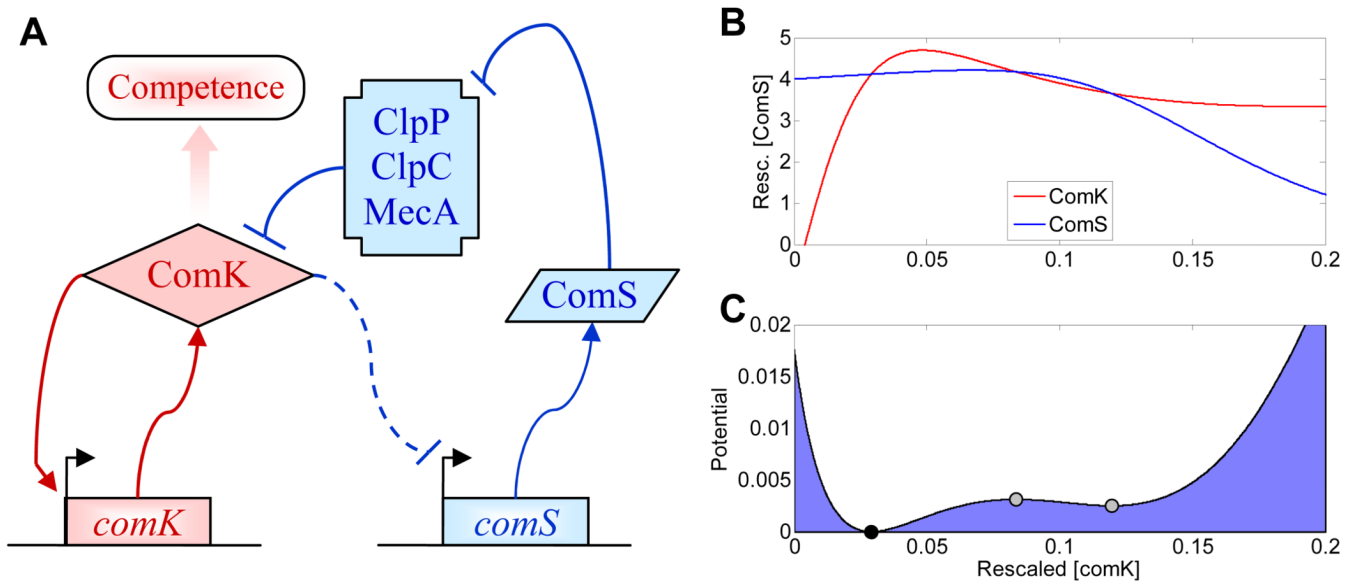 A
Competence
ClpP
ClpC
MecA
ComK
ComS
comK
comS
B
Resc. [ComS]
5
4
3
2
1
0
ComK
ComS
0
0.05
0.1
0.15
0.2
C
Potential
0.02
0.015
0.01
0.005
0
0
0.05
0.1
0.15
0.2
Rescaled [comK]